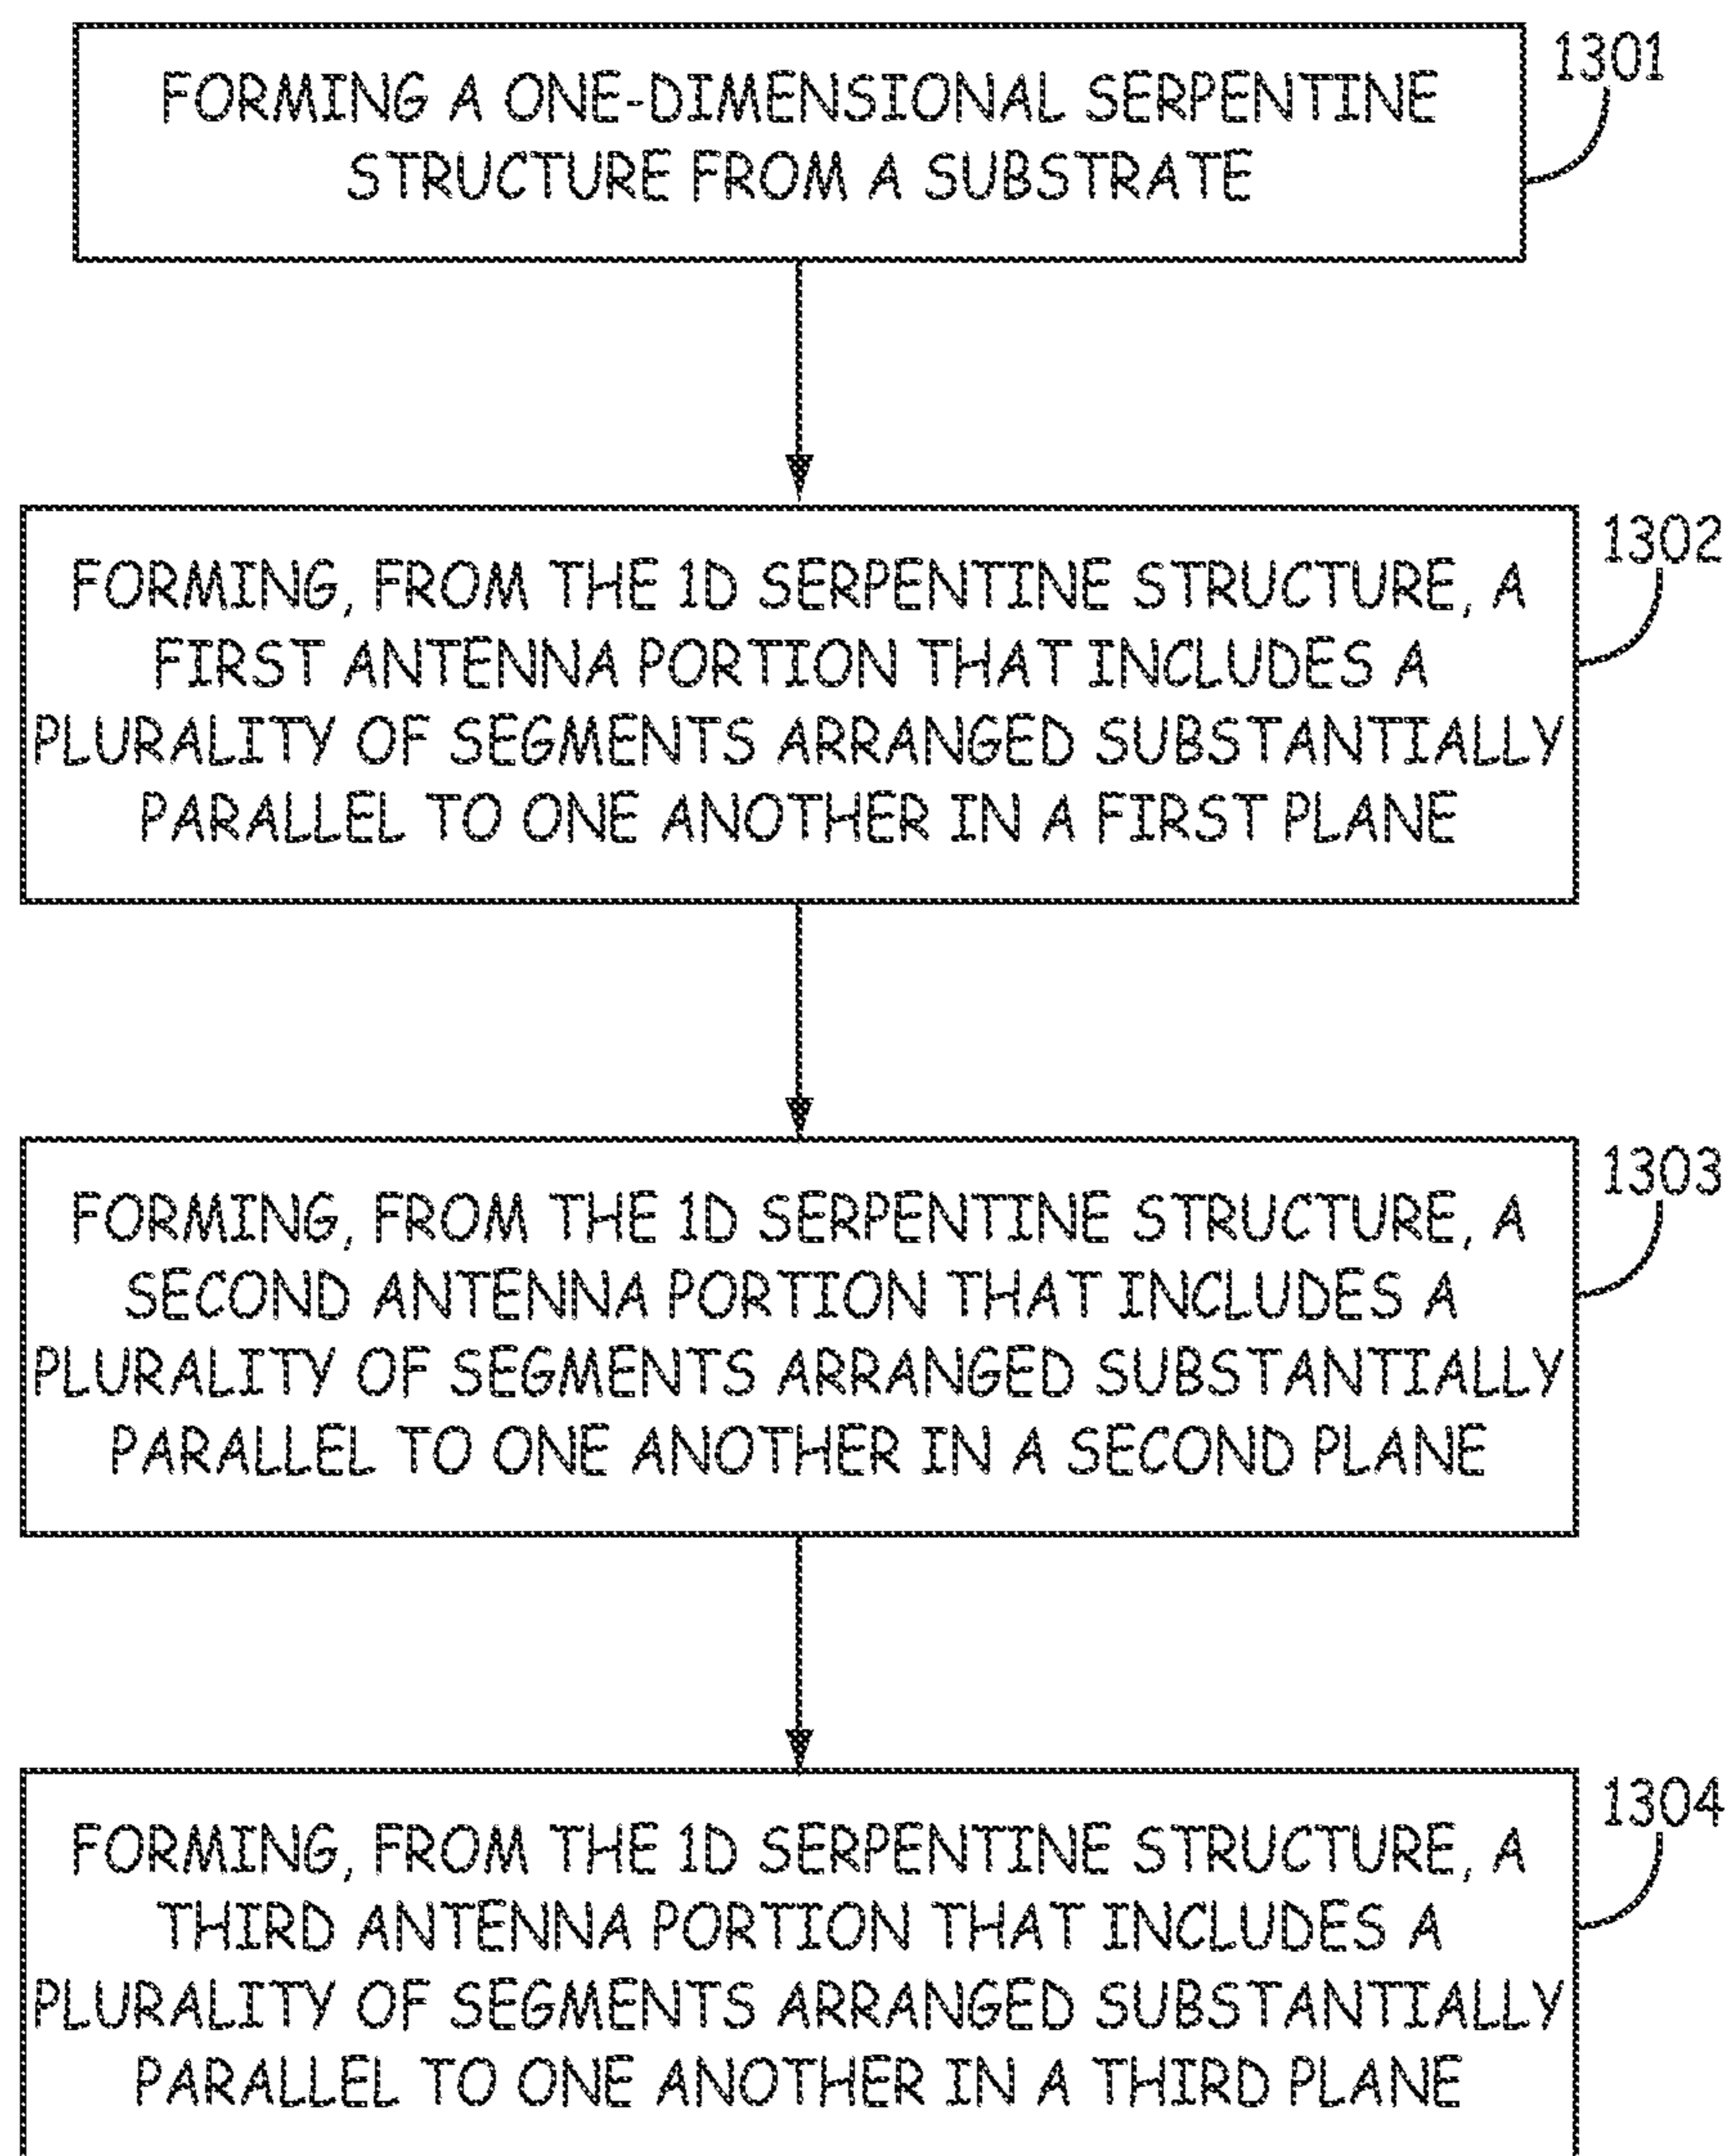 FORMING A ONE-DIMENSIONAL SERPENTINE
STRUCTURE FROM A SUBSTRATE
1301
FORMING, FROM THE 1D SERPENTINE STRUCTURE, A
FIRST ANTENNA PORTION THAT INCLUDES A
PLURALITY OF SEGMENTS ARRANGED SUBSTANTIALLY
PARALLEL TO ONE ANOTHER IN A FIRST PLANE
1302
FORMING, FROM THE 1D SERPENTINE STRUCTURE, A
SECOND ANTENNA PORTION THAT INCLUDES A
PLURALITY OF SEGMENTS ARRANGED SUBSTANTIALLY
PARALLEL TO ONE ANOTHER IN A SECOND PLANE
1303
FORMING, FROM THE 1D SERPENTINE STRUCTURE, A
THIRD ANTENNA PORTION THAT INCLUDES A
PLURALITY OF SEGMENTS ARRANGED SUBSTANTIALLY
PARALLEL TO ONE ANOTHER IN A THIRD PLANE
1304